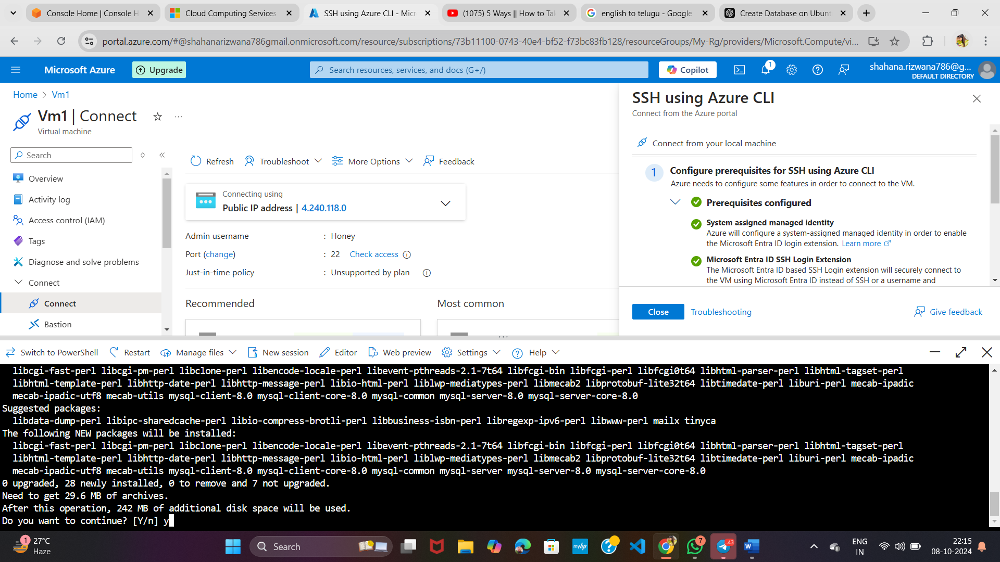 Console Home | Console H
Cloud Computing Services
SSH using Azure CLI - Micr
(1075) 5 Ways || How to Tak
english to telugu - Google
Create Database on Ubunt
portal.azure.com/#@shahanarizwana786gmail.onmicrosoft.com/resource/subscriptions/73b11100-0743-40e4-bf52-f73bc83fb128/resourceGroups/My-Rg/providers/Microsoft.Compute/vi...
Microsoft Azure
Upgrade
Search resources, services, and docs (G+/)
Copilot
1
shahana.rizwana786@g...
DEFAULT DIRECTORY
Home > Vm1
Vm1 | Connect
Virtual machine
Search
Overview
Activity log
Access control (IAM)
Tags
Diagnose and solve problems
Connect
Connect
Bastion
Refresh
Troubleshoot
More Options
Feedback
Connecting using
Public IP address | 4.240.118.0
Admin username : Honey
Port (change) : 22 Check access
Just-in-time policy : Unsupported by plan
Recommended
Most common
SSH using Azure CLI
Connect from the Azure portal
Connect from your local machine
1
Configure prerequisites for SSH using Azure CLI
Azure needs to configure some features in order to connect to the VM.
Prerequisites configured
System assigned managed identity
Azure will configure a system-assigned managed identity in order to enable
the Microsoft Entra ID login extension. Learn more
Microsoft Entra ID SSH Login Extension
The Microsoft Entra ID based SSH Login extension will securely connect to
the VM using Microsoft Entra ID instead of SSH or a username and
Close
Troubleshooting
Give feedback
Switch to PowerShell
Restart
Manage files
New session
Editor
Web preview
Settings
Help
libcgi-fast-perl libcgi-pm-perl libclone-perl libencode-locale-perl libevent-pthreads-2.1-7t64 libfcgi-bin libfcgi-perl libfcgi0t64 libhtml-parser-perl libhtml-tagset-perl
libhtml-template-perl libhttp-date-perl libhttp-message-perl libio-html-perl liblwp-mediatypes-perl libmecab2 libprotobuf-lite32t64 libtimedate-perl liburi-perl mecab-ipadic
mecab-ipadic-utf8 mecab-utils mysql-client-8.0 mysql-client-core-8.0 mysql-common mysql-server-8.0 mysql-server-core-8.0
Suggested packages:
libdata-dump-perl libipc-sharedcache-perl libio-compress-brotli-perl libbusiness-isbn-perl libregexp-ipv6-perl libwww-perl mailx tinyca
The following NEW packages will be installed:
libcgi-fast-perl libcgi-pm-perl libclone-perl libencode-locale-perl libevent-pthreads-2.1-7t64 libfcgi-bin libfcgi-perl libfcgi0t64 libhtml-parser-perl libhtml-tagset-perl
libhtml-template-perl libhttp-date-perl libhttp-message-perl libio-html-perl liblwp-mediatypes-perl libmecab2 libprotobuf-lite32t64 libtimedate-perl liburi-perl mecab-ipadic
mecab-ipadic-utf8 mecab-utils mysql-client-8.0 mysql-client-core-8.0 mysql-common mysql-server mysql-server-8.0 mysql-server-core-8.0
0 upgraded, 28 newly installed, 0 to remove and 7 not upgraded.
Need to get 29.6 MB of archives.
After this operation, 242 MB of additional disk space will be used.
Do you want to continue? [Y/n] y
1
27°C
Haze
Search
myhp
7
.43
W
ENG
IN
22:15
08-10-2024